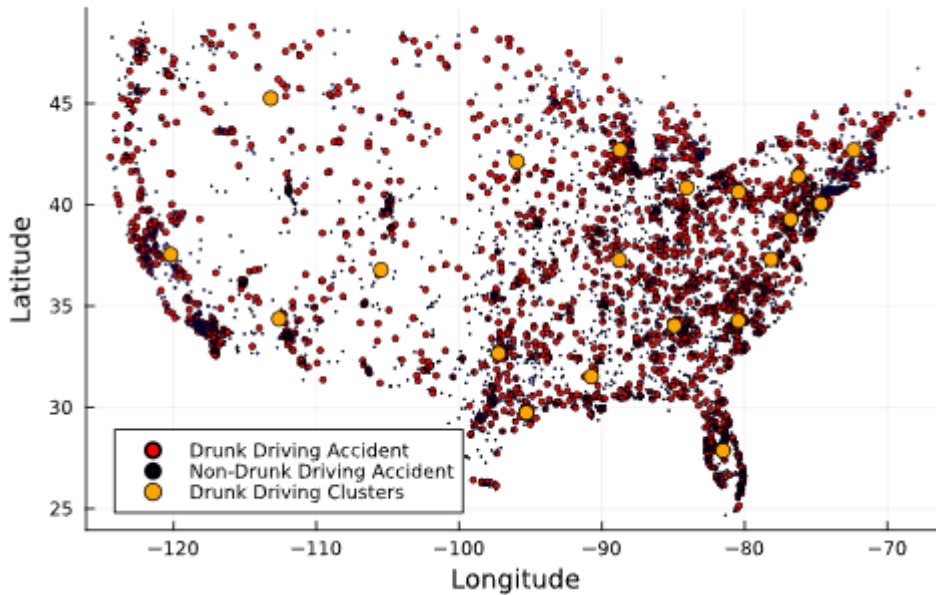 45
40
35
30
25
Latitude
Drunk Driving Accident
Non-Drunk Driving Accident
Drunk Driving Clusters
−120
−110
−100
−90
−80
−70
Longitude